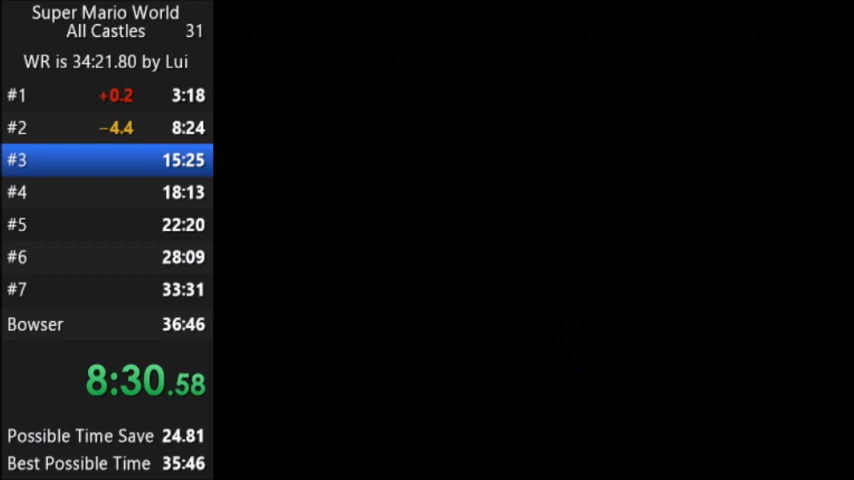 Super Mario World
All Castles 31
WR is 34:21.80 by Lui
#1 +0.2 3:18
#2 −4.4 8:24
#3 15:25
#4 18:13
#5 22:20
#6 28:09
#7 33:31
Bowser 36:46
8:30.58
Possible Time Save 24.81
Best Possible Time 35:46